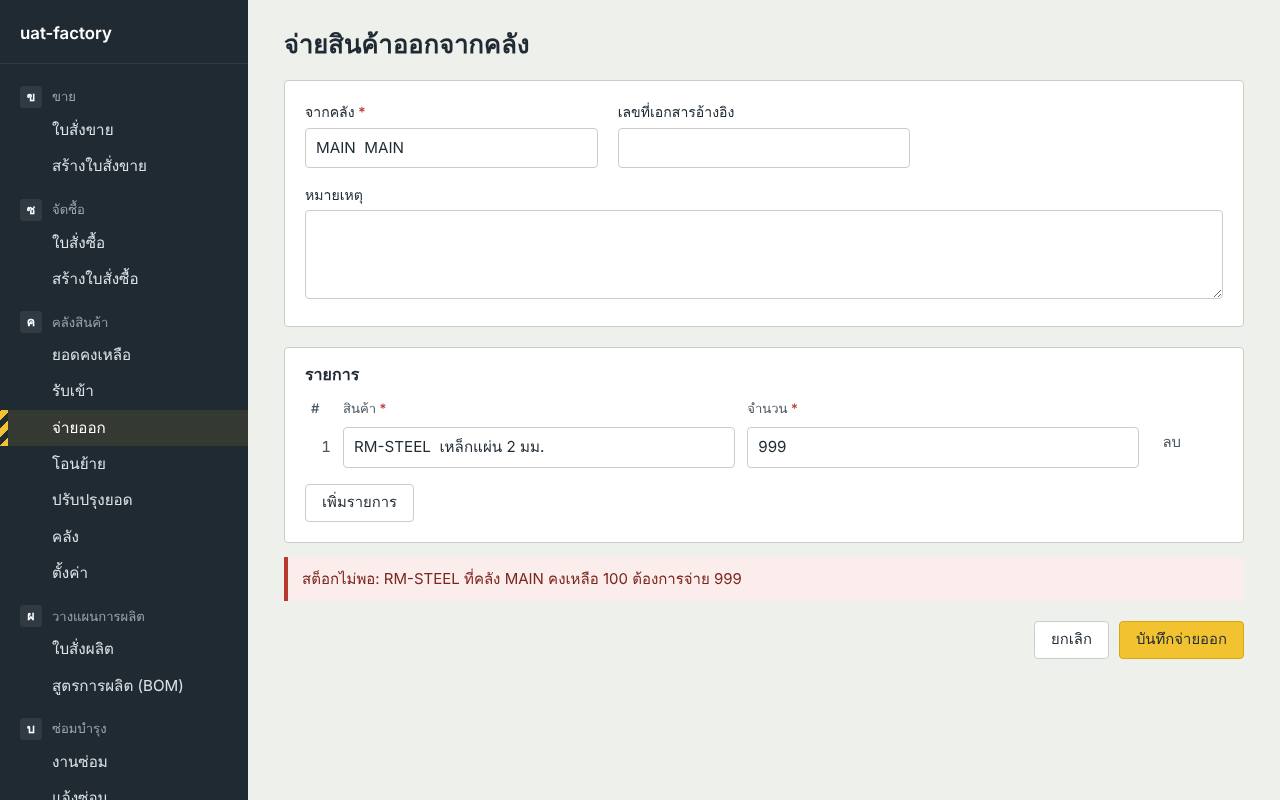 uat-factory
ข ขาย
ใบสั่งขาย
สร้างใบสั่งขาย
ซ จัดซื้อ
ใบสั่งซื้อ
สร้างใบสั่งซื้อ
ค คลังสินค้า
ยอดคงเหลือ
รับเข้า
จ่ายออก
โอนย้าย
ปรับปรุงยอด
คลัง
ตั้งค่า
ผ วางแผนการผลิต
ใบสั่งผลิต
สูตรการผลิต (BOM)
บ ซ่อมบำรุง
งานซ่อม
แจ้งซ่อม
จ่ายสินค้าออกจากคลัง
จากคลัง * เลขที่เอกสารอ้างอิง
MAIN MAIN
หมายเหตุ
รายการ
# สินค้า * จำนวน *
1 RM-STEEL เหล็กแผ่น 2 มม. 999 ลบ
เพิ่มรายการ
สต็อกไม่พอ: RM-STEEL ที่คลัง MAIN คงเหลือ 100 ต้องการจ่าย 999
ยกเลิก บันทึกจ่ายออก